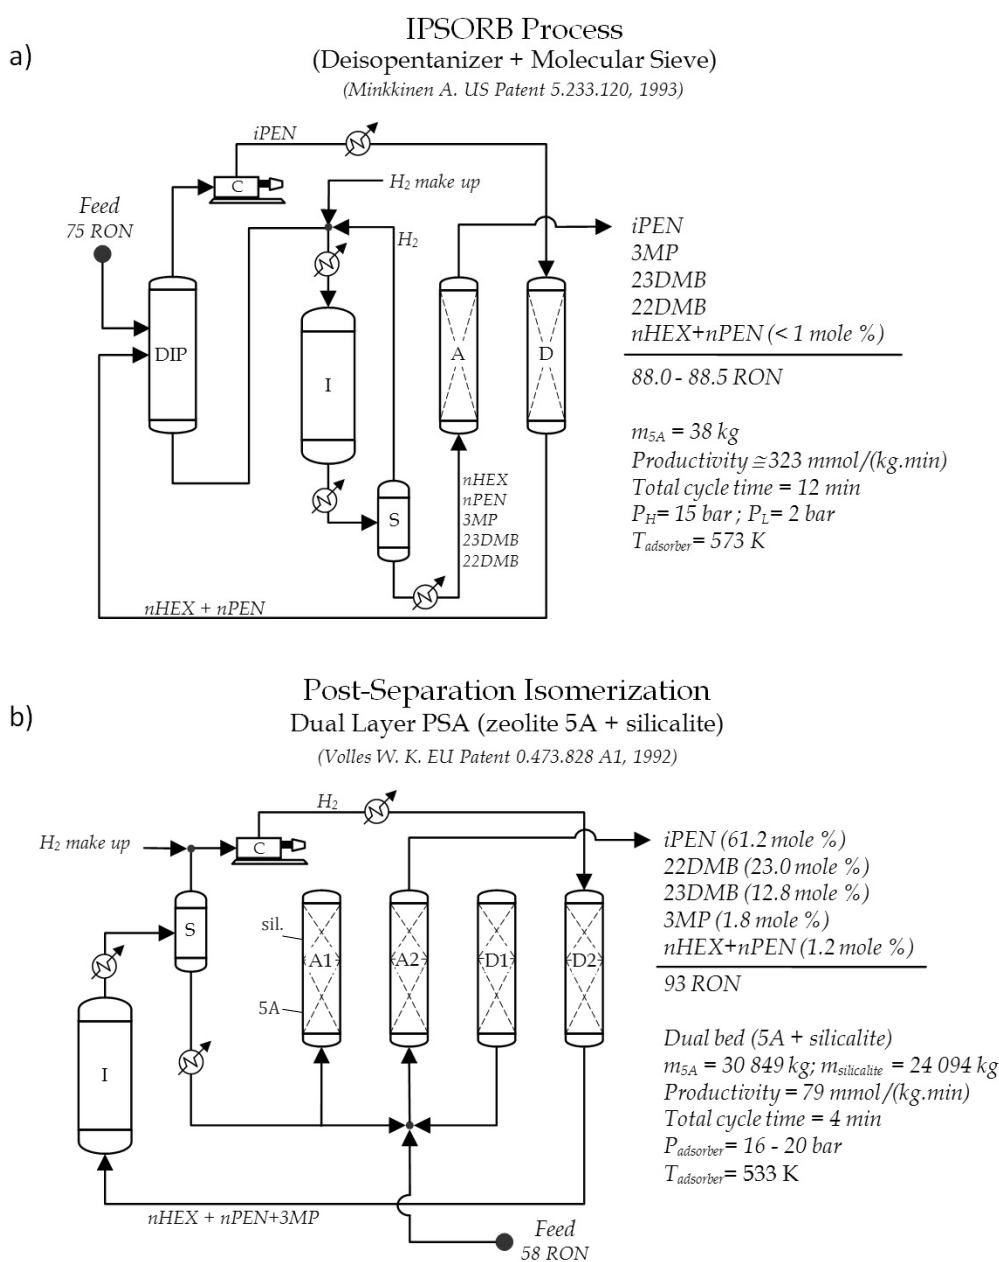 IPSORB Process
a)
(Deisopentanizer + Molecular Sieve)
(Minkkinen A. US Patent 5.233.120, 1993)
iPEN
C
H2 make up
Feed
75 RON
H2
iPEN
3MP
23DMB
22DMB
nHEX+nPEN (< 1 mole %)
88.0 - 88.5 RON
DIP
I
A
D
S
nHEX
nPEN
3MP
23DMB
22DMB
m5A = 38 kg
Productivity ≅323 mmol/(kg.min)
Total cycle time = 12 min
PH= 15 bar ; PL= 2 bar
Tadsorber= 573 K
nHEX + nPEN
Post-Separation Isomerization
b)
Dual Layer PSA (zeolite 5A + silicalite)
(Volles W. K. EU Patent 0.473.828 A1, 1992)
H2
H2 make up
C
iPEN (61.2 mole %)
22DMB (23.0 mole %)
23DMB (12.8 mole %)
3MP (1.8 mole %)
nHEX+nPEN (1.2 mole %)
93 RON
S
sil.
A1
A2
D1
D2
5A
I
Dual bed (5A + silicalite)
m5A = 30 849 kg; msilicalite = 24 094 kg
Productivity = 79 mmol/(kg.min)
Total cycle time = 4 min
Padsorber= 16 - 20 bar
Tadsorber= 533 K
nHEX + nPEN+3MP
Feed
58 RON